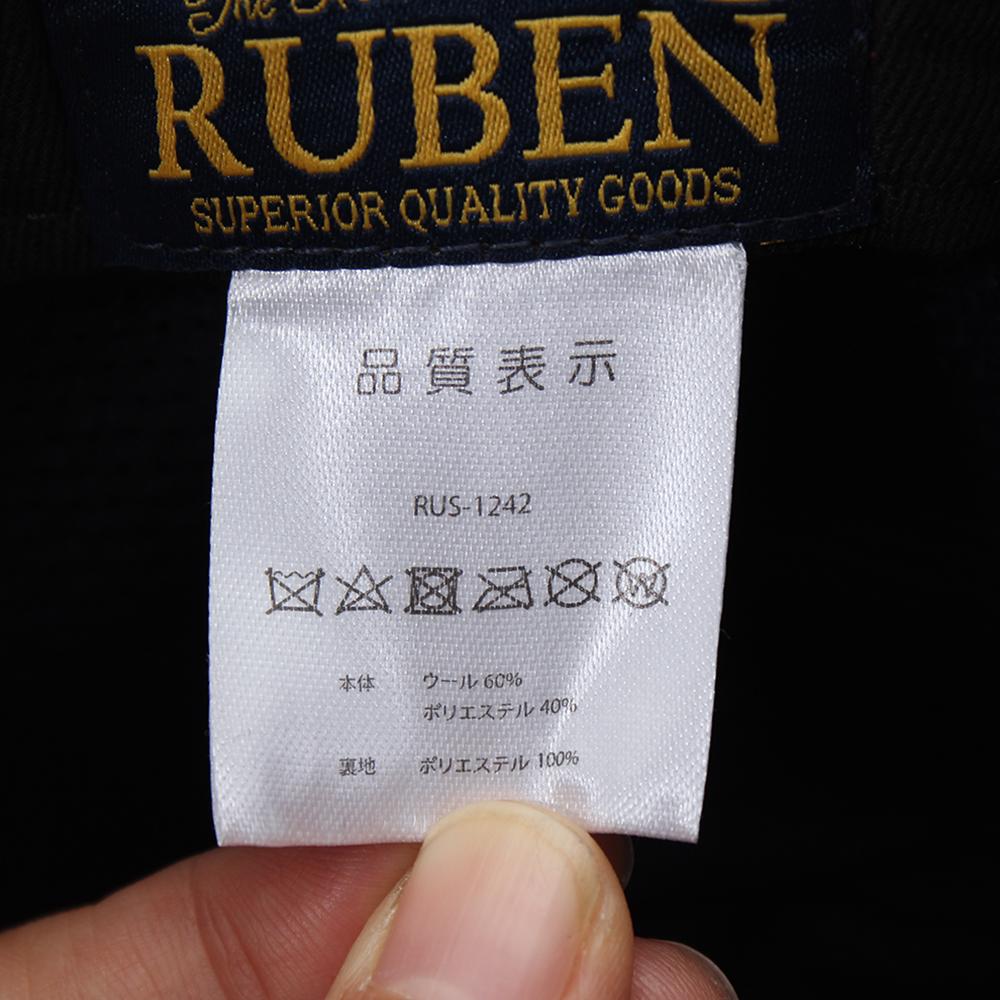 The
RUBEN
SUPERIOR QUALITY GOODS
品質表示
RUS-1242
W
本体 ウール 60%
ポリエステル 40%
裏地 ポリエステル 100%